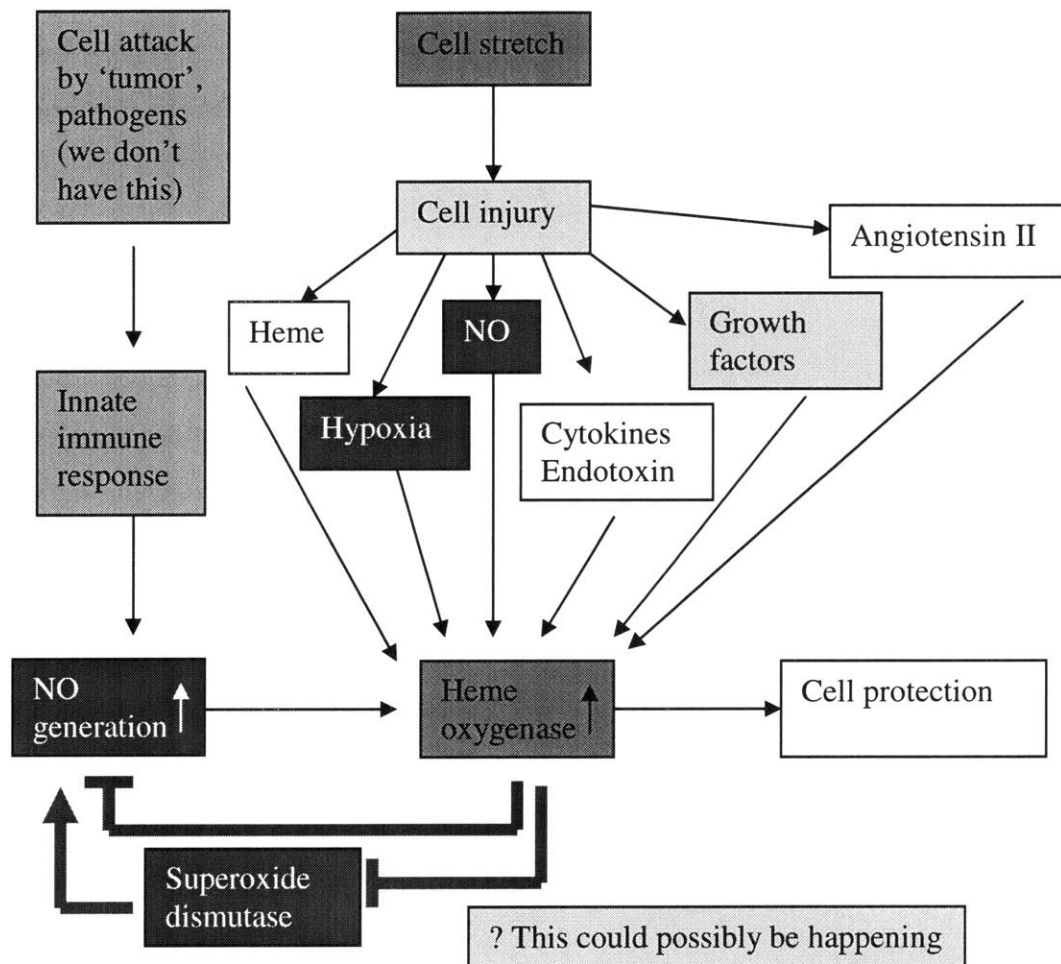 Cell attack
by ‘tumor’,
pathogens
(we don’t
have this)
Cell stretch
Cell injury
Angiotensin II
Heme
NO
Growth
factors
Innate
immune
response
Hypoxia
Cytokines
Endotoxin
NO
generation
Heme
oxygenase
Cell protection
Superoxide
dismutase
? This could possibly be happening